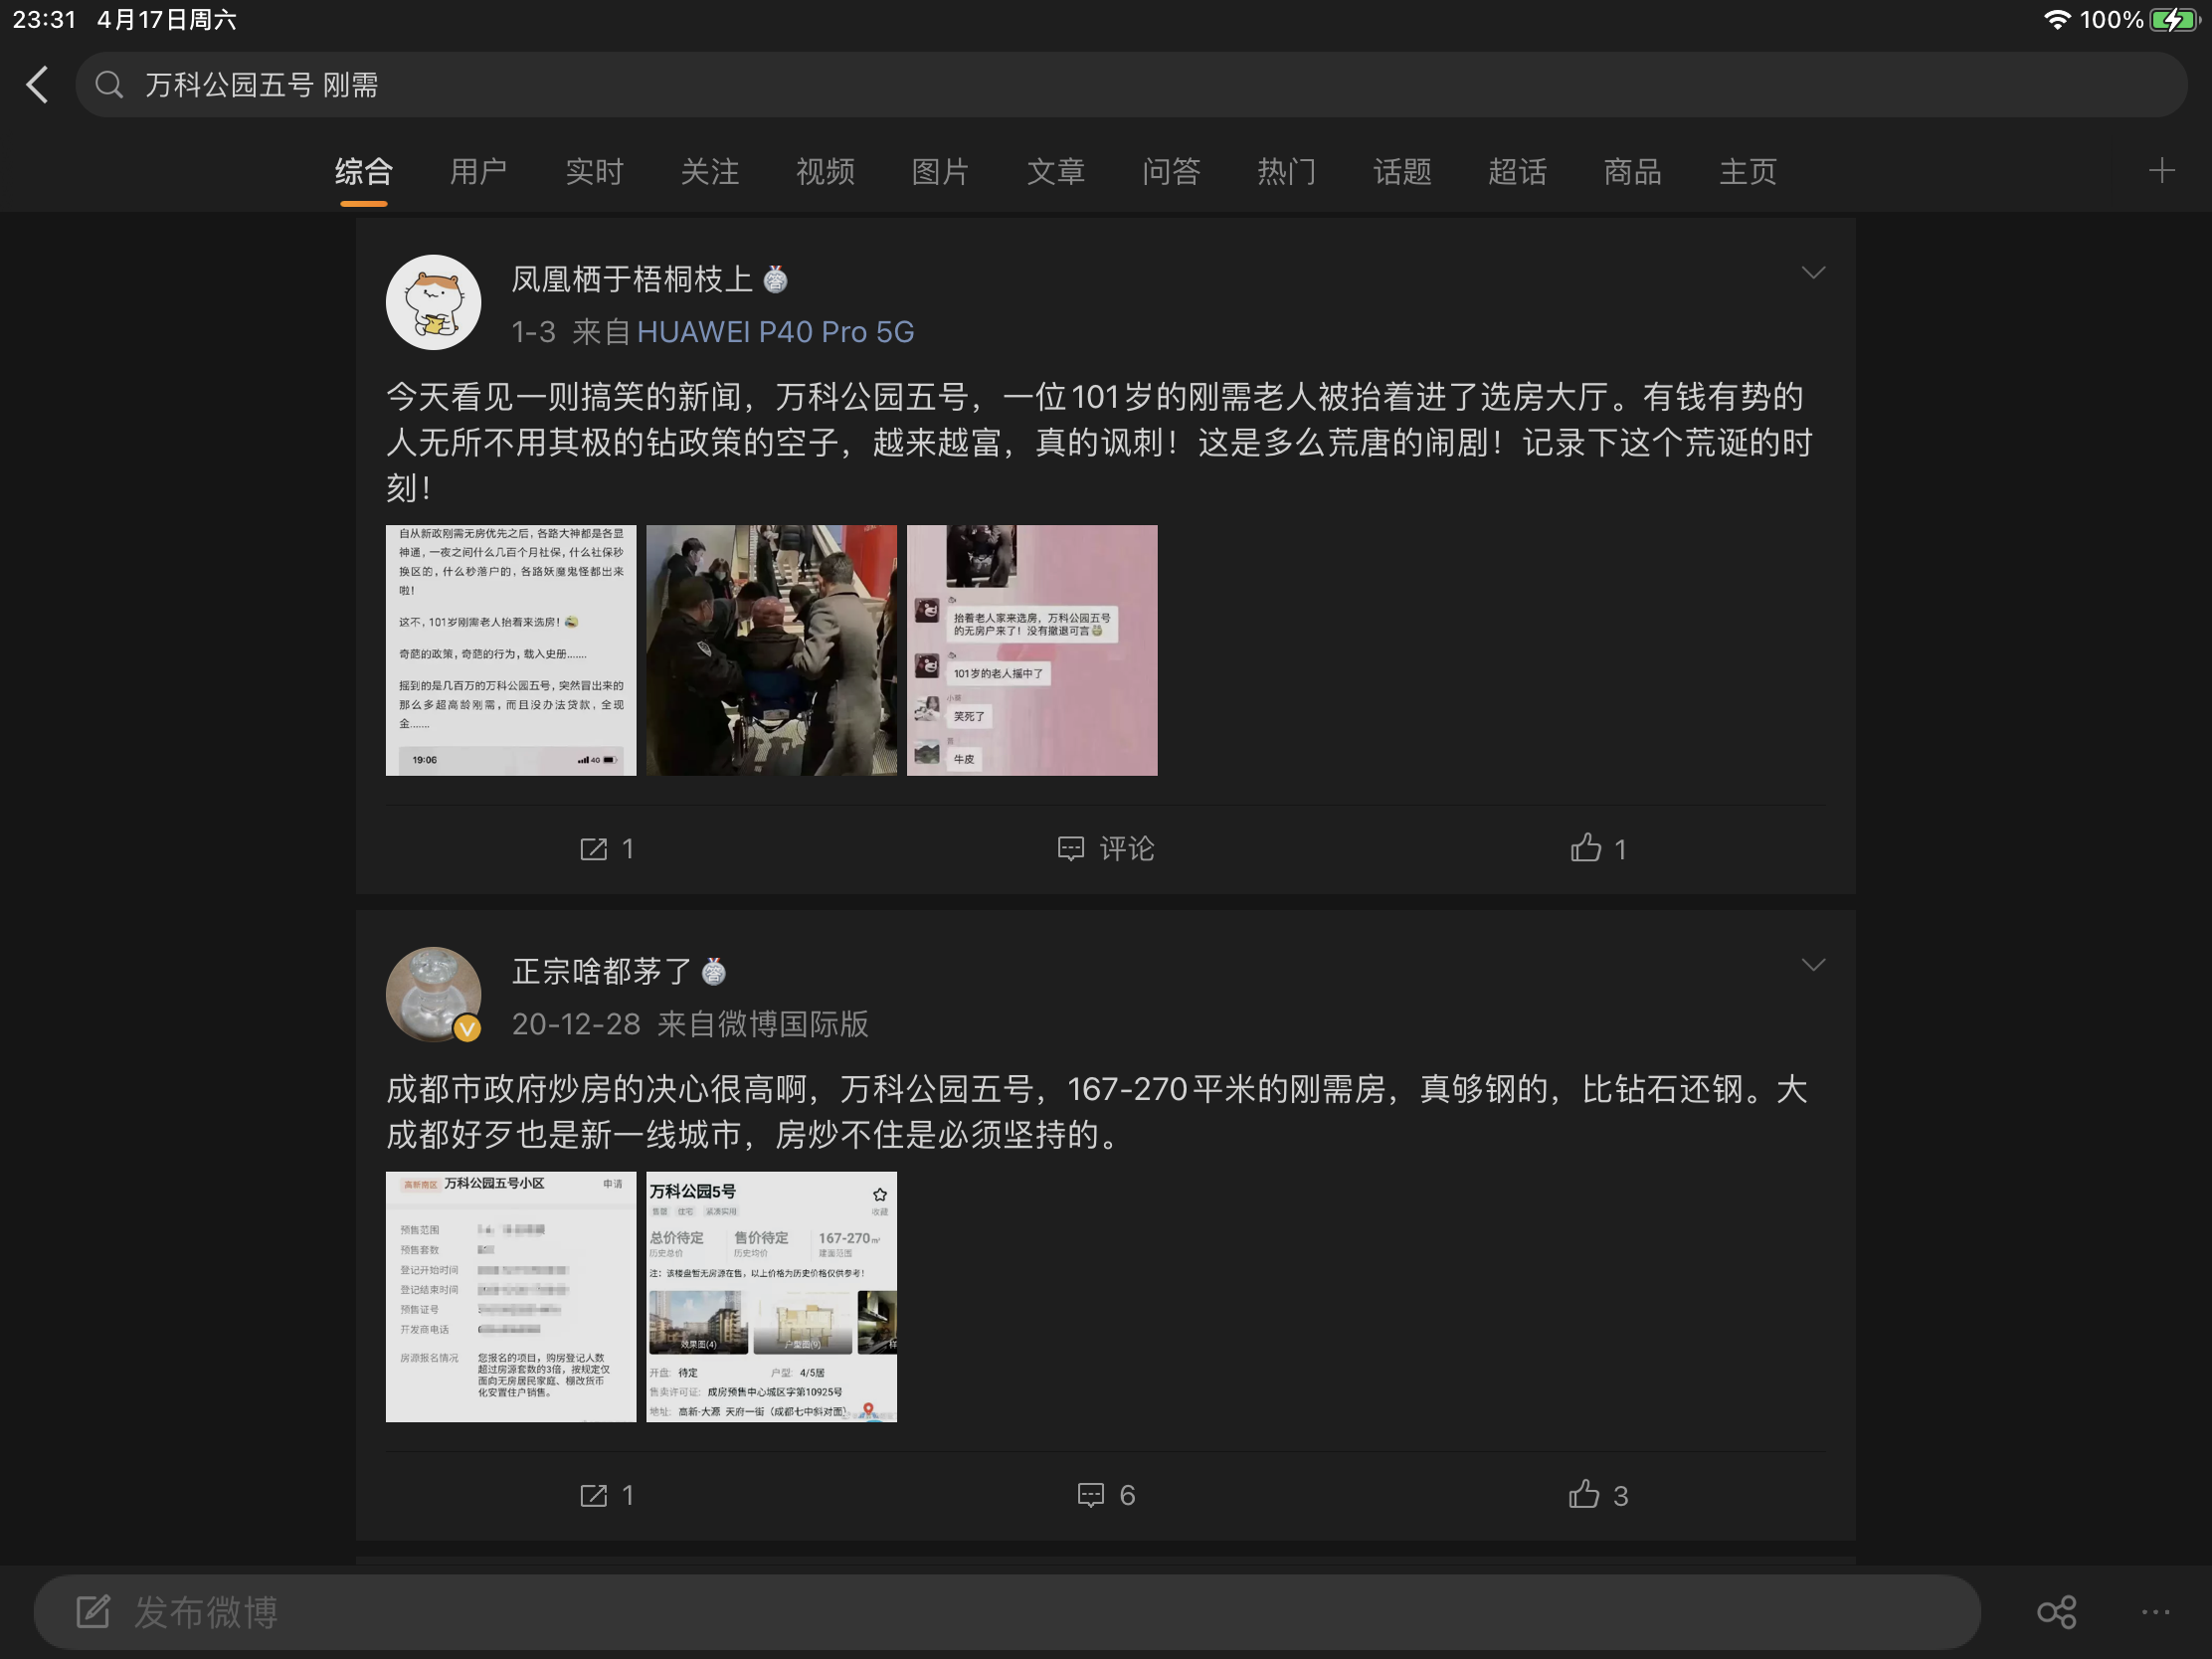 23:31 4月17日周六
100%
万科公园五号 刚需
综合 用户 实时 关注 视频 图片 文章 问答 热门 话题 超话 商品 主页
凤凰栖于梧桐枝上 答
1-3 来自 HUAWEI P40 Pro 5G
今天看见一则搞笑的新闻，万科公园五号，一位101岁的刚需老人被抬着进了选房大厅。有钱有势的
人无所不用其极的钻政策的空子，越来越富，真的讽刺！这是多么荒唐的闹剧！记录下这个荒诞的时
刻！
自从新政刚需无房优先之后，各路大神都是各显
神通，一夜之间什么几百个月社保，什么社保秒
换区的，什么秒落户的，各路妖魔鬼怪都出来
啦！
这不，101岁刚需老人抬着来选房！
奇葩的政策，奇葩的行为，载入史册.......
摇到的是几百万的万科公园五号，突然冒出来的
那么多超高龄刚需，而且没办法贷款，全现
金.......
19:06
4G
抬着老人家来选房，万科公园五号
的无房户来了！没有撤退可言
101岁的老人摇中了
笑死了
牛皮
1 评论 1
正宗啥都茅了 答
20-12-28 来自微博国际版
成都市政府炒房的决心很高啊，万科公园五号，167-270平米的刚需房，真够钢的，比钻石还钢。大
成都好歹也是新一线城市，房炒不住是必须坚持的。
高新南区 万科公园五号小区 申请
预售范围
预售套数
登记开始时间
登记结束时间
预售证号
开发商电话
房源报名情况 您报名的项目，购房登记人数
超过房源套数的3倍，按规定仅
面向无房居民家庭、棚改货币
化安置住户销售。
万科公园5号
售罄 住宅 收藏
总价待定 售价待定 167-270㎡
历史总价 历史均价 建面范围
注：该楼盘暂无房源在售，以上价格为历史价格仅供参考！
效果图(4) 户型图(9) 样
开盘: 待定 户型: 4/5居
售卖许可证: 成房预售中心城区字第10925号
地址: 高新-大源 天府一街（成都七中斜对面）
1 6 3
发布微博